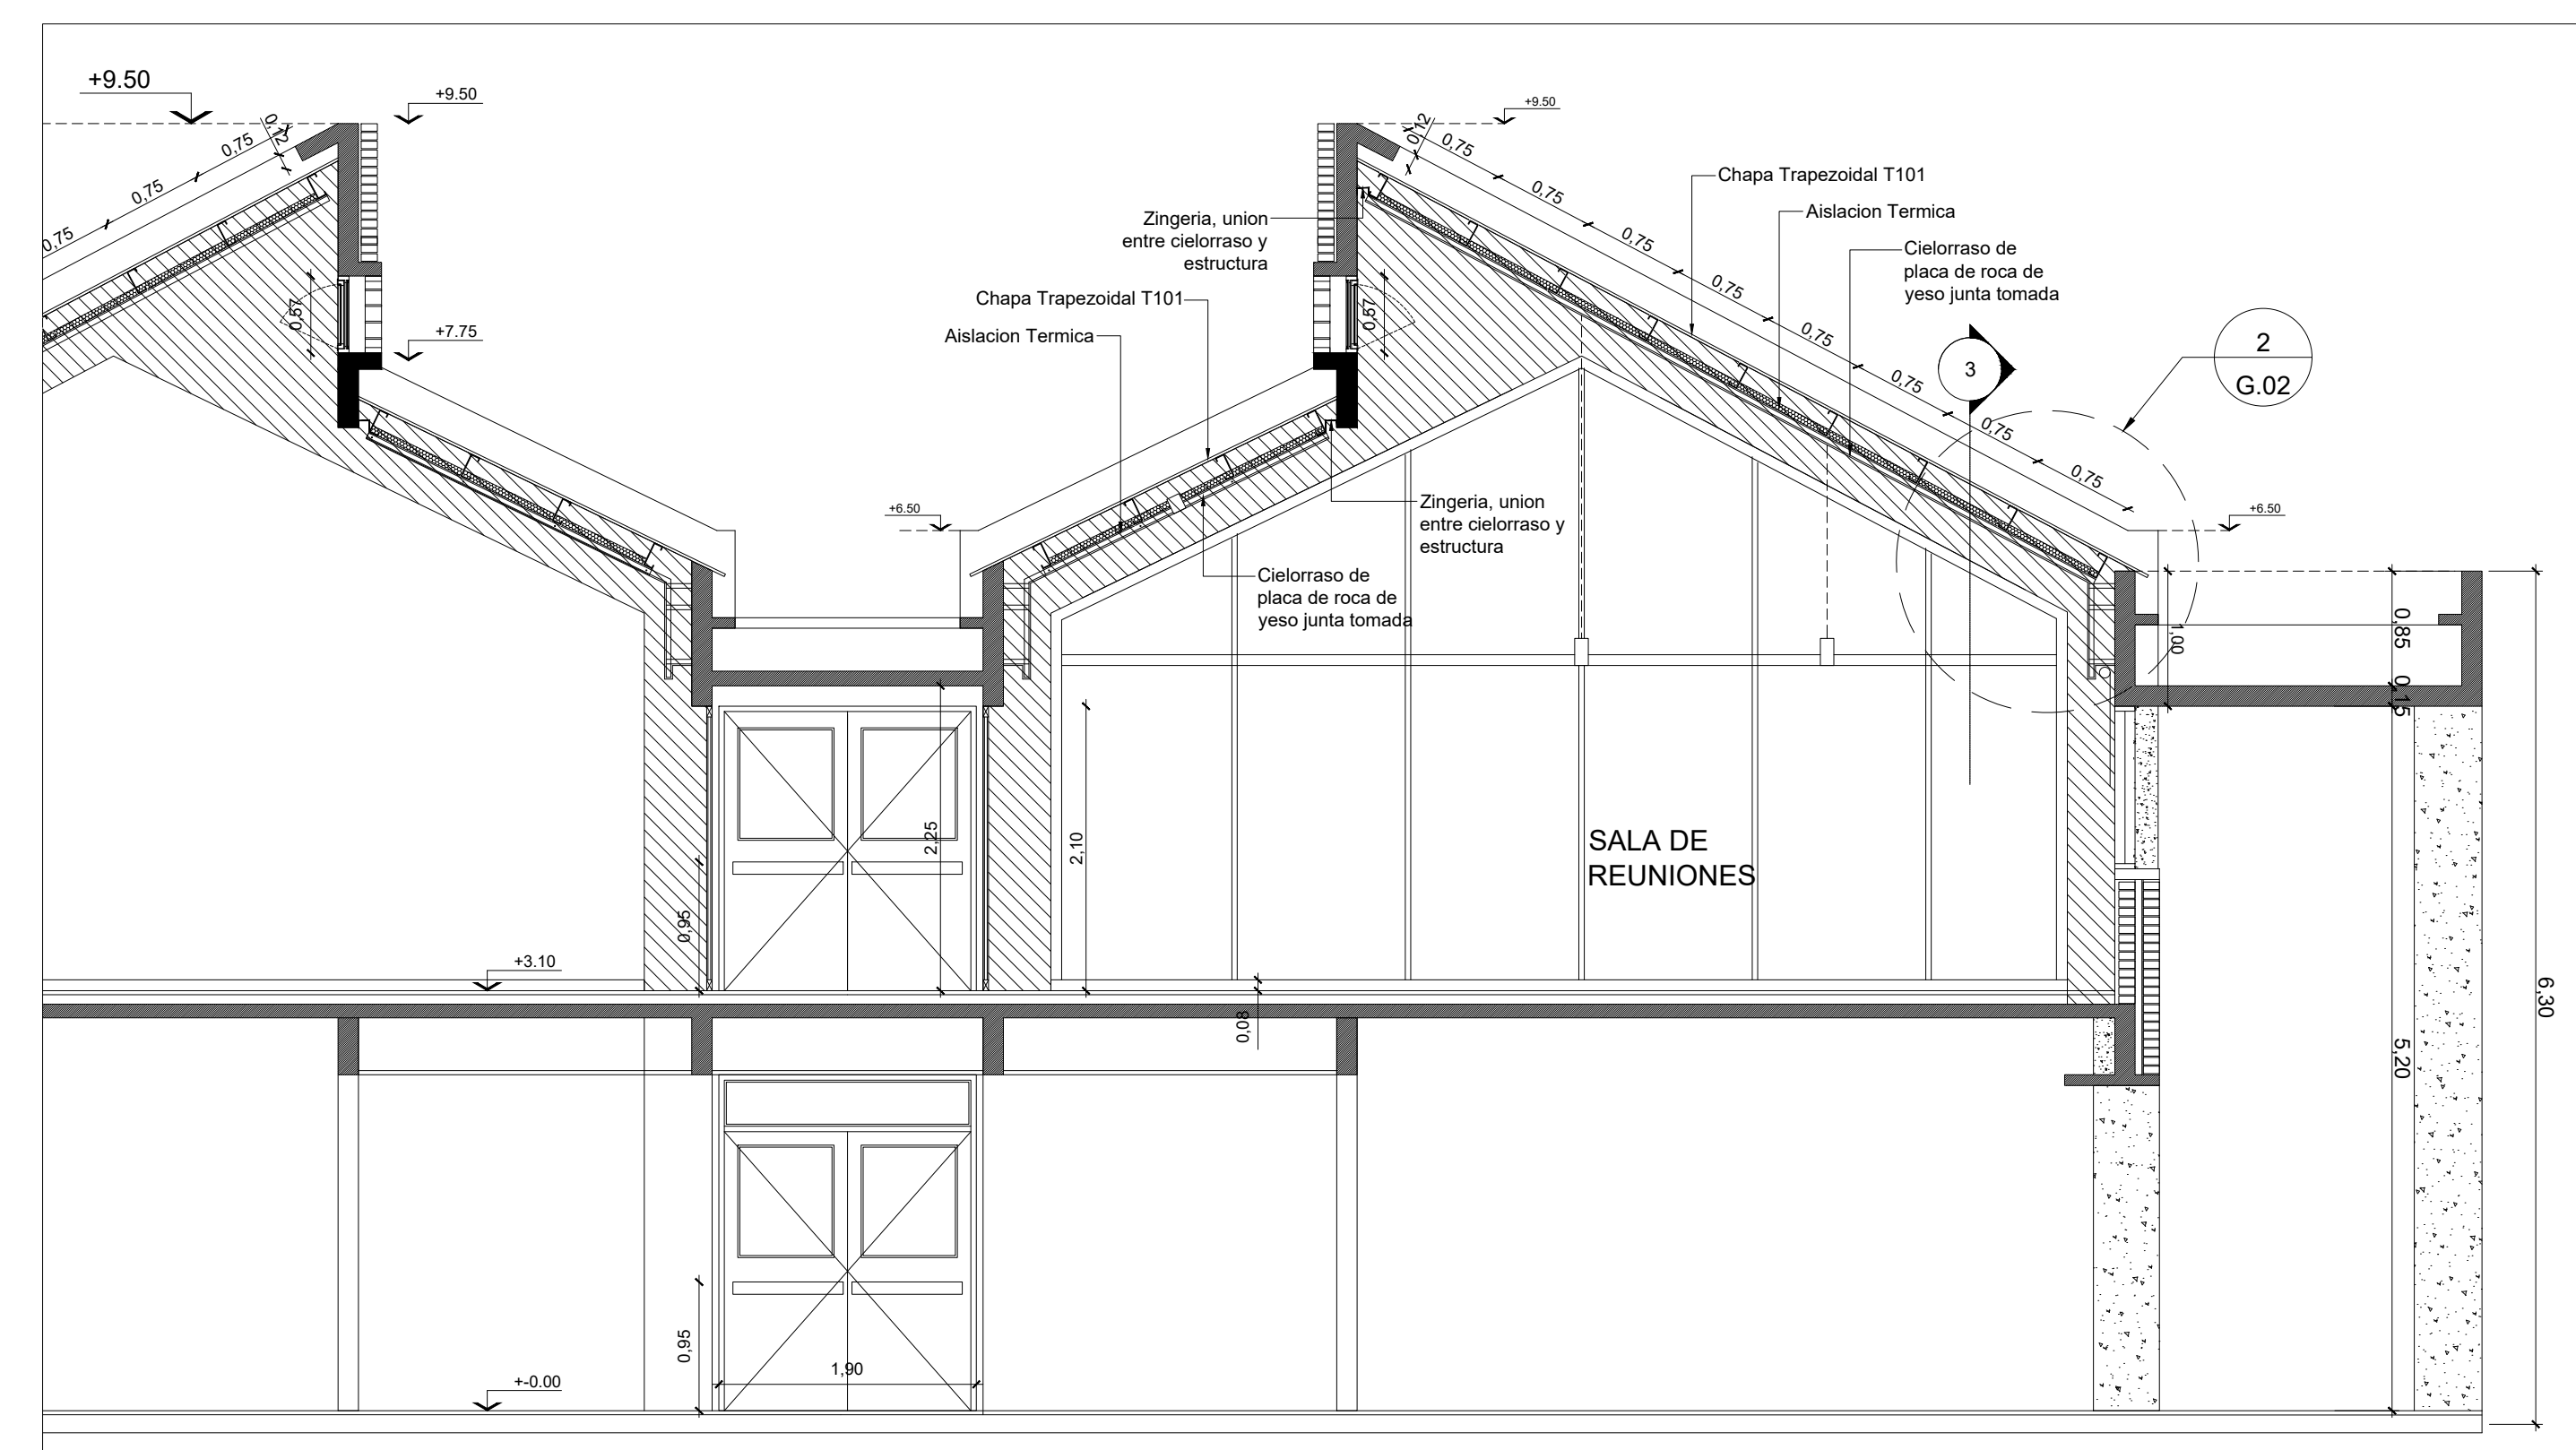 +9.50
+9.50
+9.50
0,12
0,75
0,75
0,75
0,12
0,75
0,75
0,75
0,75
0,75
0,75
0,75
0,75
Chapa Trapezoidal T101
Aislacion Termica
Zingeria, union
entre cielorraso y
estructura
Cielorraso de
placa de roca de
yeso junta tomada
Chapa Trapezoidal T101
Aislacion Termica
0,57
+7.75
0,57
3
2
G.02
+6.50
Zingeria, union
entre cielorraso y
estructura
+6.50
Cielorraso de
placa de roca de
yeso junta tomada
1,00
0,85
0,15
2,25
2,10
SALA DE
REUNIONES
0,95
+3.10
0,08
6,30
5,20
0,95
1,90
+-0.00